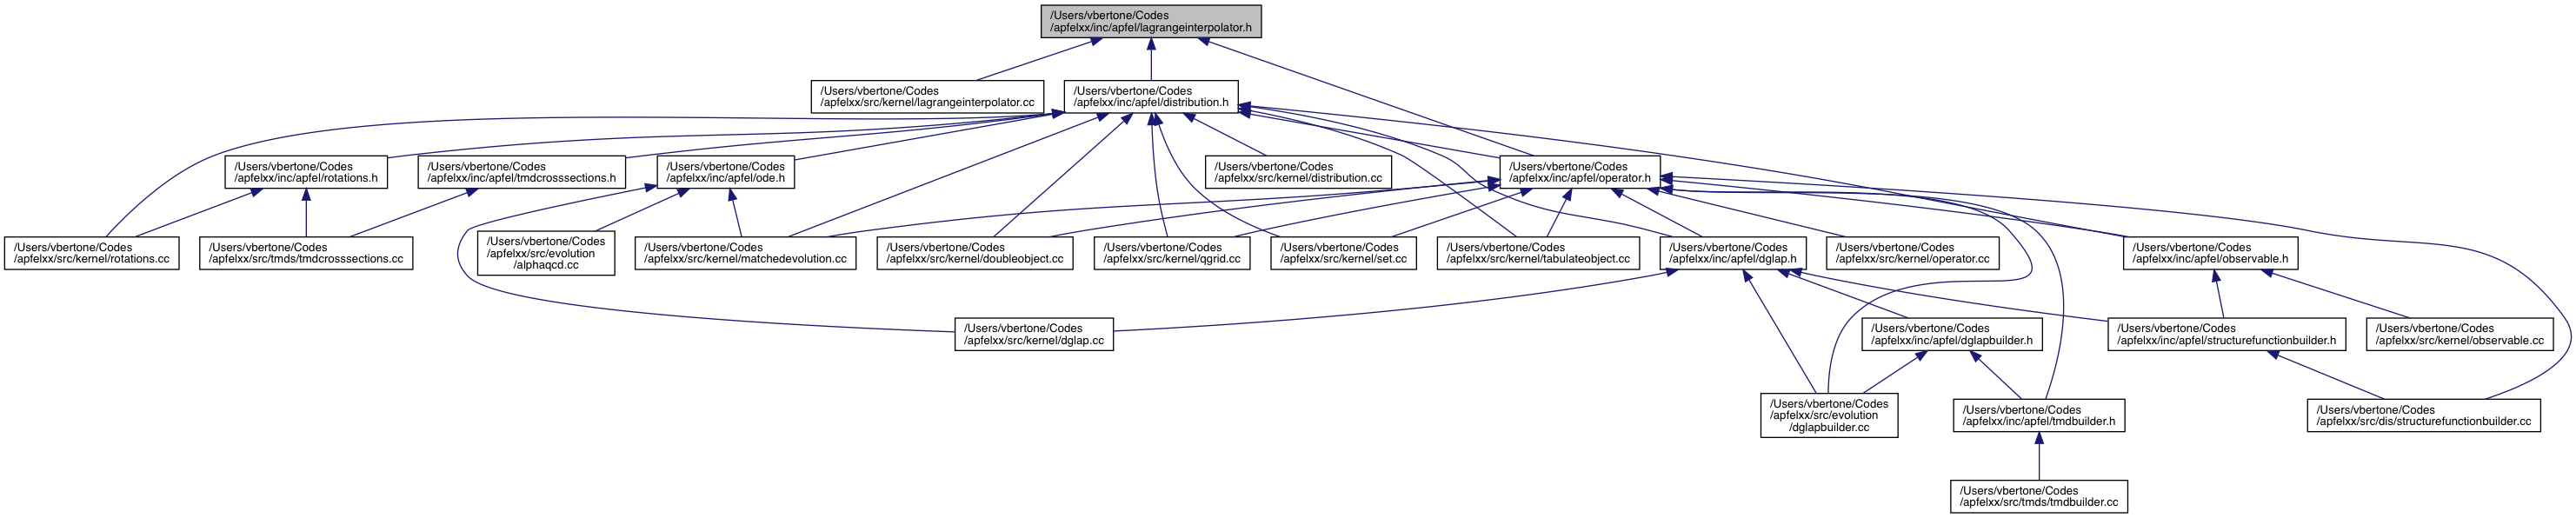 /Users/vbertone/Codes
/apfelxx/inc/apfel/lagrangeinterpolator.h
/Users/vbertone/Codes
/apfelxx/src/kernel/lagrangeinterpolator.cc
/Users/vbertone/Codes
/apfelxx/inc/apfel/distribution.h
/Users/vbertone/Codes
/apfelxx/inc/apfel/rotations.h
/Users/vbertone/Codes
/apfelxx/inc/apfel/tmdcrosssections.h
/Users/vbertone/Codes
/apfelxx/inc/apfel/ode.h
/Users/vbertone/Codes
/apfelxx/src/kernel/distribution.cc
/Users/vbertone/Codes
/apfelxx/inc/apfel/operator.h
/Users/vbertone/Codes
/apfelxx/src/kernel/rotations.cc
/Users/vbertone/Codes
/apfelxx/src/tmds/tmdcrosssections.cc
/Users/vbertone/Codes
/apfelxx/src/evolution
/alphaqcd.cc
/Users/vbertone/Codes
/apfelxx/src/kernel/matchedevolution.cc
/Users/vbertone/Codes
/apfelxx/src/kernel/doubleobject.cc
/Users/vbertone/Codes
/apfelxx/src/kernel/qgrid.cc
/Users/vbertone/Codes
/apfelxx/src/kernel/set.cc
/Users/vbertone/Codes
/apfelxx/src/kernel/tabulateobject.cc
/Users/vbertone/Codes
/apfelxx/inc/apfel/dglap.h
/Users/vbertone/Codes
/apfelxx/src/kernel/operator.cc
/Users/vbertone/Codes
/apfelxx/inc/apfel/observable.h
/Users/vbertone/Codes
/apfelxx/src/kernel/dglap.cc
/Users/vbertone/Codes
/apfelxx/inc/apfel/dglapbuilder.h
/Users/vbertone/Codes
/apfelxx/inc/apfel/structurefunctionbuilder.h
/Users/vbertone/Codes
/apfelxx/src/kernel/observable.cc
/Users/vbertone/Codes
/apfelxx/src/evolution
/dglapbuilder.cc
/Users/vbertone/Codes
/apfelxx/inc/apfel/tmdbuilder.h
/Users/vbertone/Codes
/apfelxx/src/dis/structurefunctionbuilder.cc
/Users/vbertone/Codes
/apfelxx/src/tmds/tmdbuilder.cc